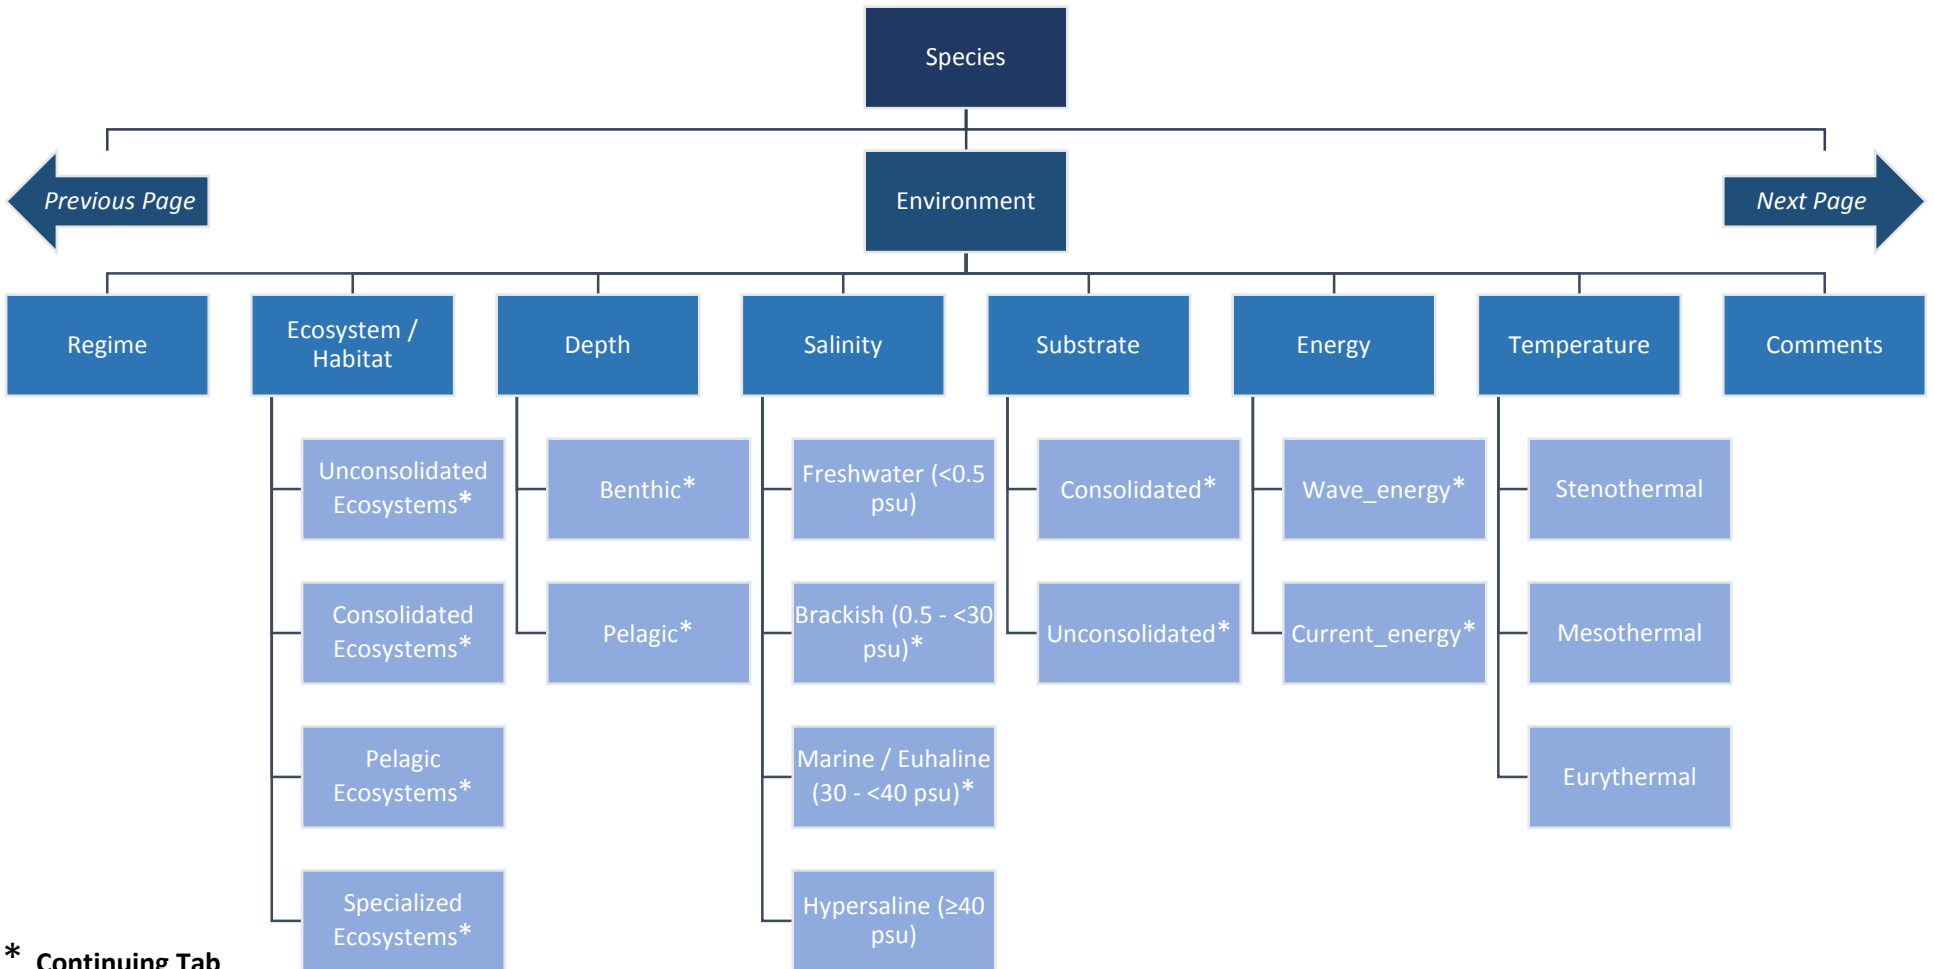 Species
Previous Page
Environment
Next Page
Regime
Ecosystem /
Habitat
Depth
Salinity
Substrate
Energy
Temperature
Comments
Unconsolidated
Ecosystems*
Benthic*
Freshwater (<0.5
psu)
Consolidated*
Wave_energy*
Stenothermal
Consolidated
Ecosystems*
Pelagic*
Brackish (0.5 - <30
psu)*
Unconsolidated*
Current_energy*
Mesothermal
Pelagic
Ecosystems*
Marine / Euhaline
(30 - <40 psu)*
Eurythermal
Specialized
Ecosystems*
Hypersaline (≥40
psu)
* Continuing Tab